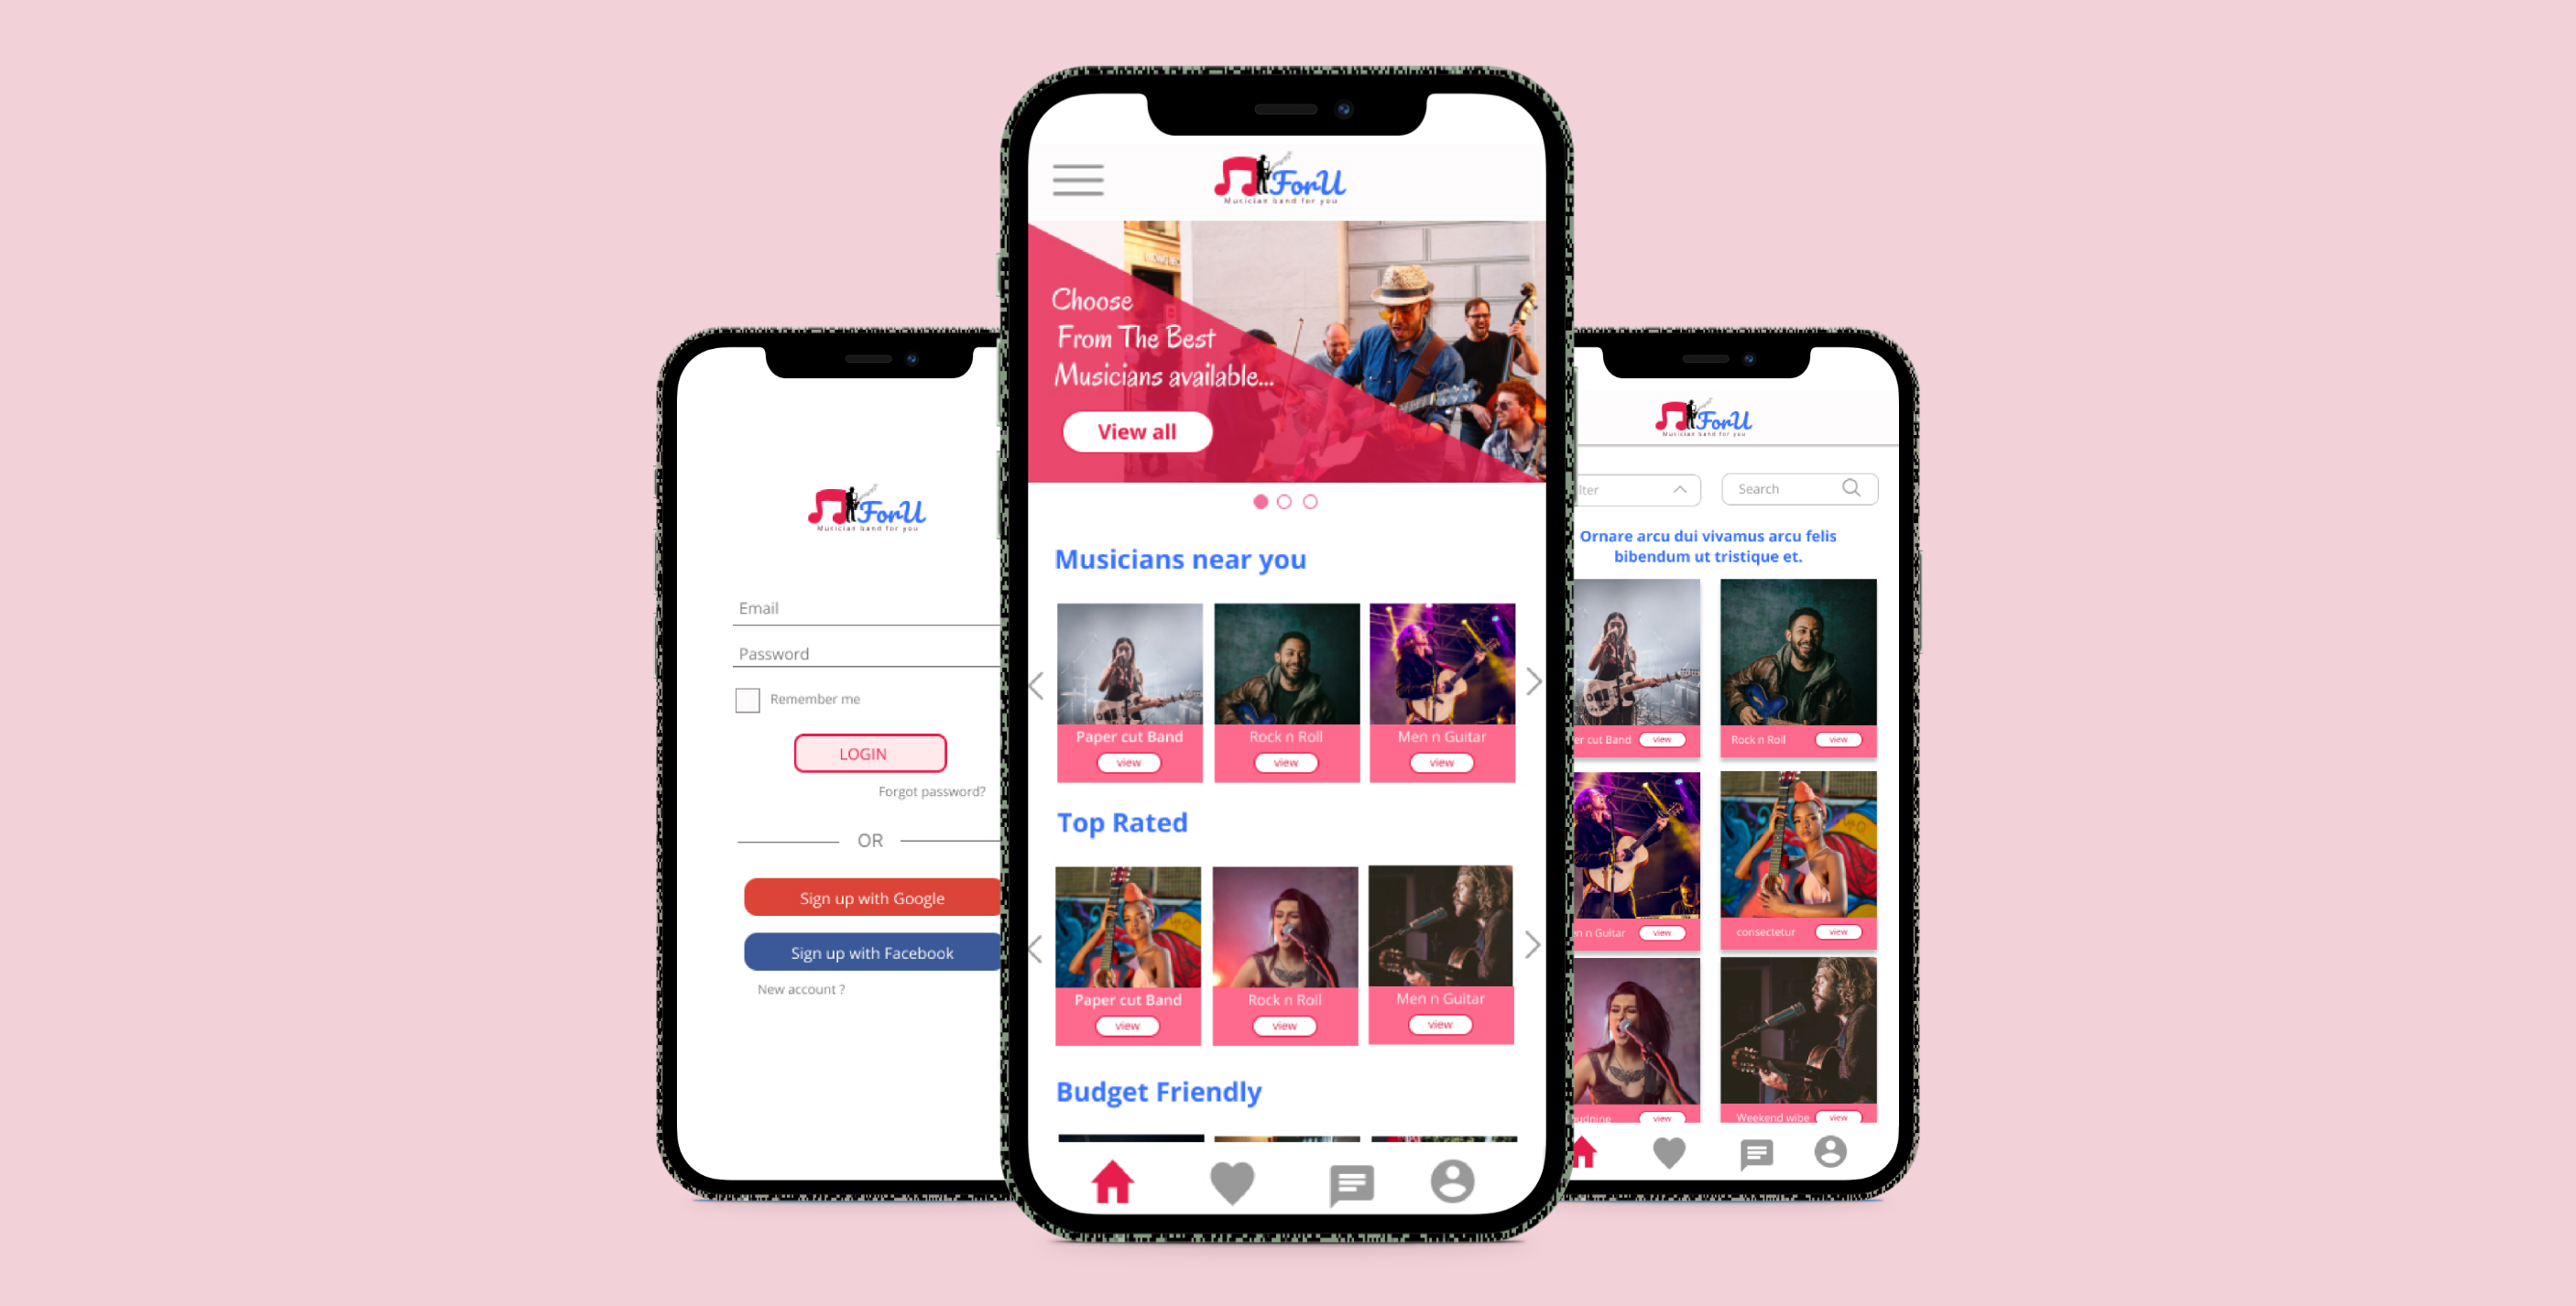 ForU
Musician band for you
Email
Password
Remember me
LOGIN
Forgot password?
OR
Sign up with Google
Sign up with Facebook
New account ?
ForU
Musician band for you
Choose
From The Best
Musicians available...
View all
Musicians near you
Paper cut Band
Rock n Roll
Men n Guitar
view
view
view
Top Rated
Paper cut Band
Rock n Roll
Men n Guitar
view
view
view
Budget Friendly
ForU
Musician band for you
lter
Search
Ornare arcu dui vivamus arcu felis
bibendum ut tristique et.
er cut Band view
Rock n Roll view
n Guitar view
consectetur view
view
Weekend wibe view